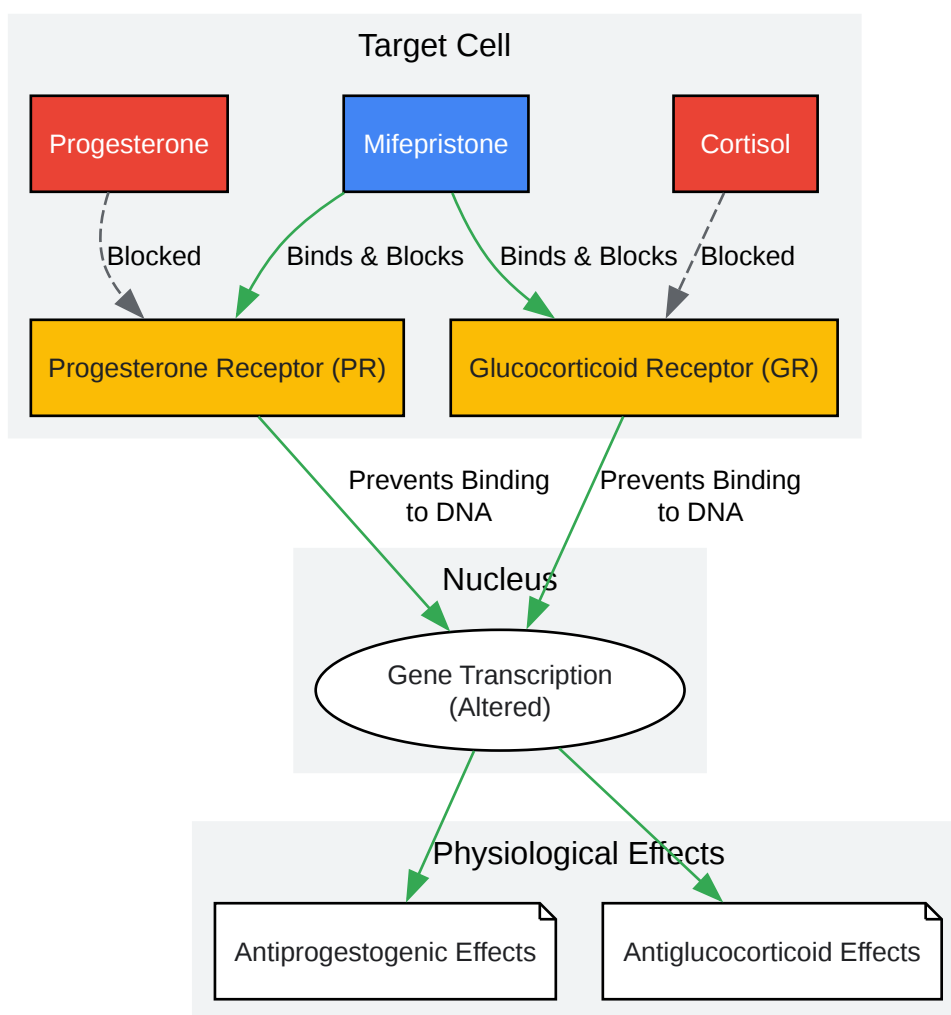 Target Cell
Progesterone
Mifepristone
Cortisol
Blocked
Binds & Blocks
Binds & Blocks
Blocked
Progesterone Receptor (PR)
Glucocorticoid Receptor (GR)
Prevents Binding
to DNA
Prevents Binding
to DNA
Nucleus
Gene Transcription
(Altered)
Physiological Effects
Antiprogestogenic Effects
Antiglucocorticoid Effects